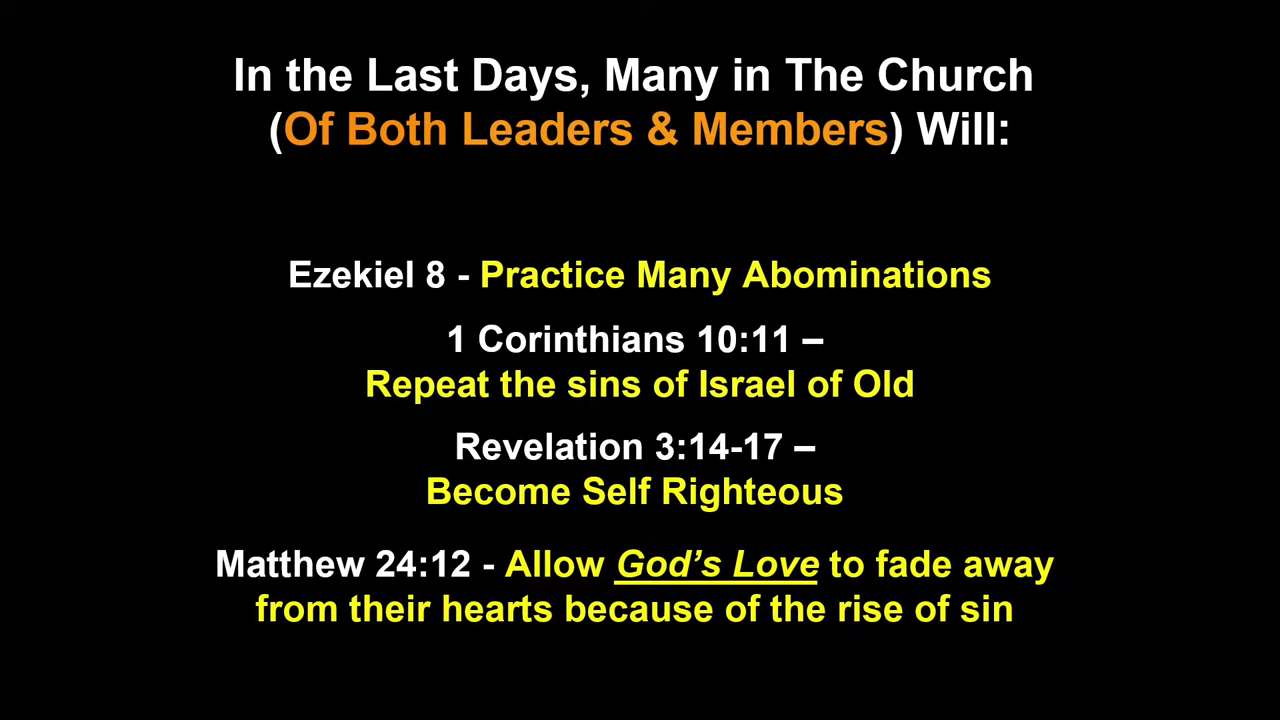 In the Last Days, Many in The Church
(Of Both Leaders & Members) Will:
Ezekiel 8 - Practice Many Abominations
1 Corinthians 10:11 –
Repeat the sins of Israel of Old
Revelation 3:14-17 –
Become Self Righteous
Matthew 24:12 - Allow God’s Love to fade away
from their hearts because of the rise of sin